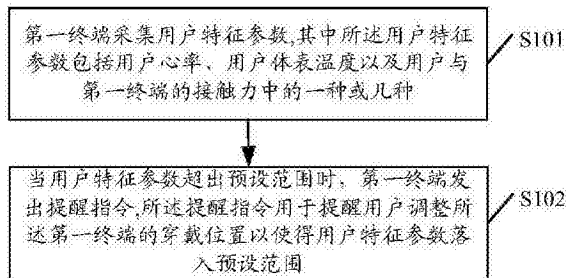 第一终端采集用户特征参数,其中所述用户特征
参数包括用户心率、用户体表温度以及用户与
第一终端的接触力中的一种或几种
S101
当用户特征参数超出预设范围时，第一终端发
出提醒指令,所述提醒指令用于提醒用户调整所
述第一终端的穿戴位置以使得用户特征参数落
入预设范围
S102